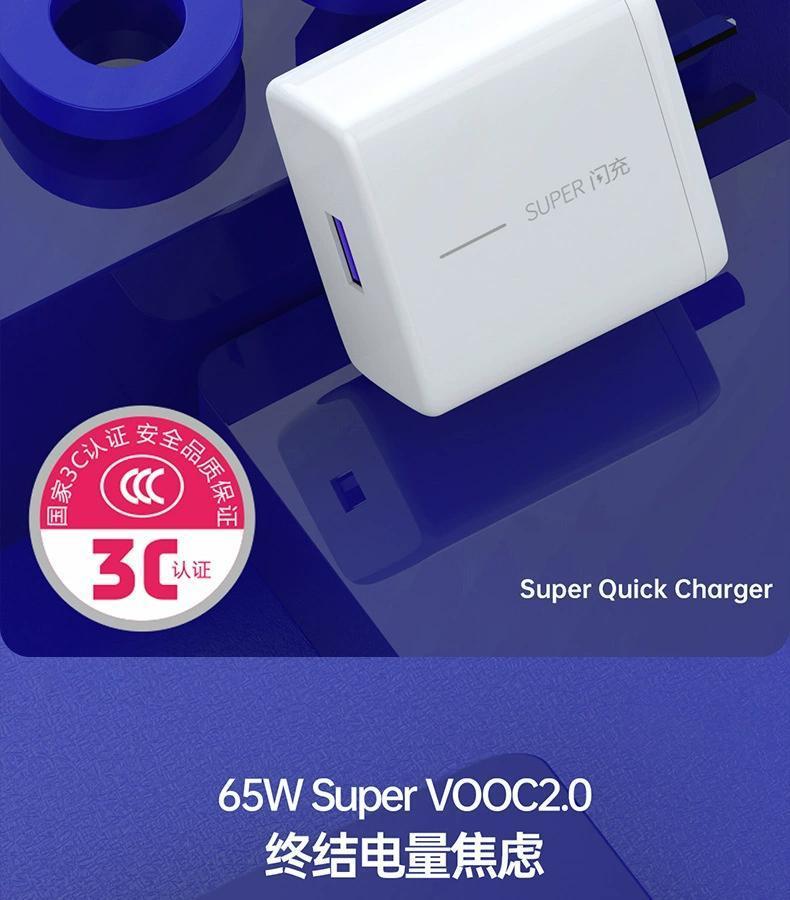 SUPER 闪充
国家3C认证 安全品质保证
CCC
3C认证
Super Quick Charger
65W Super VOOC2.0
终结电量焦虑